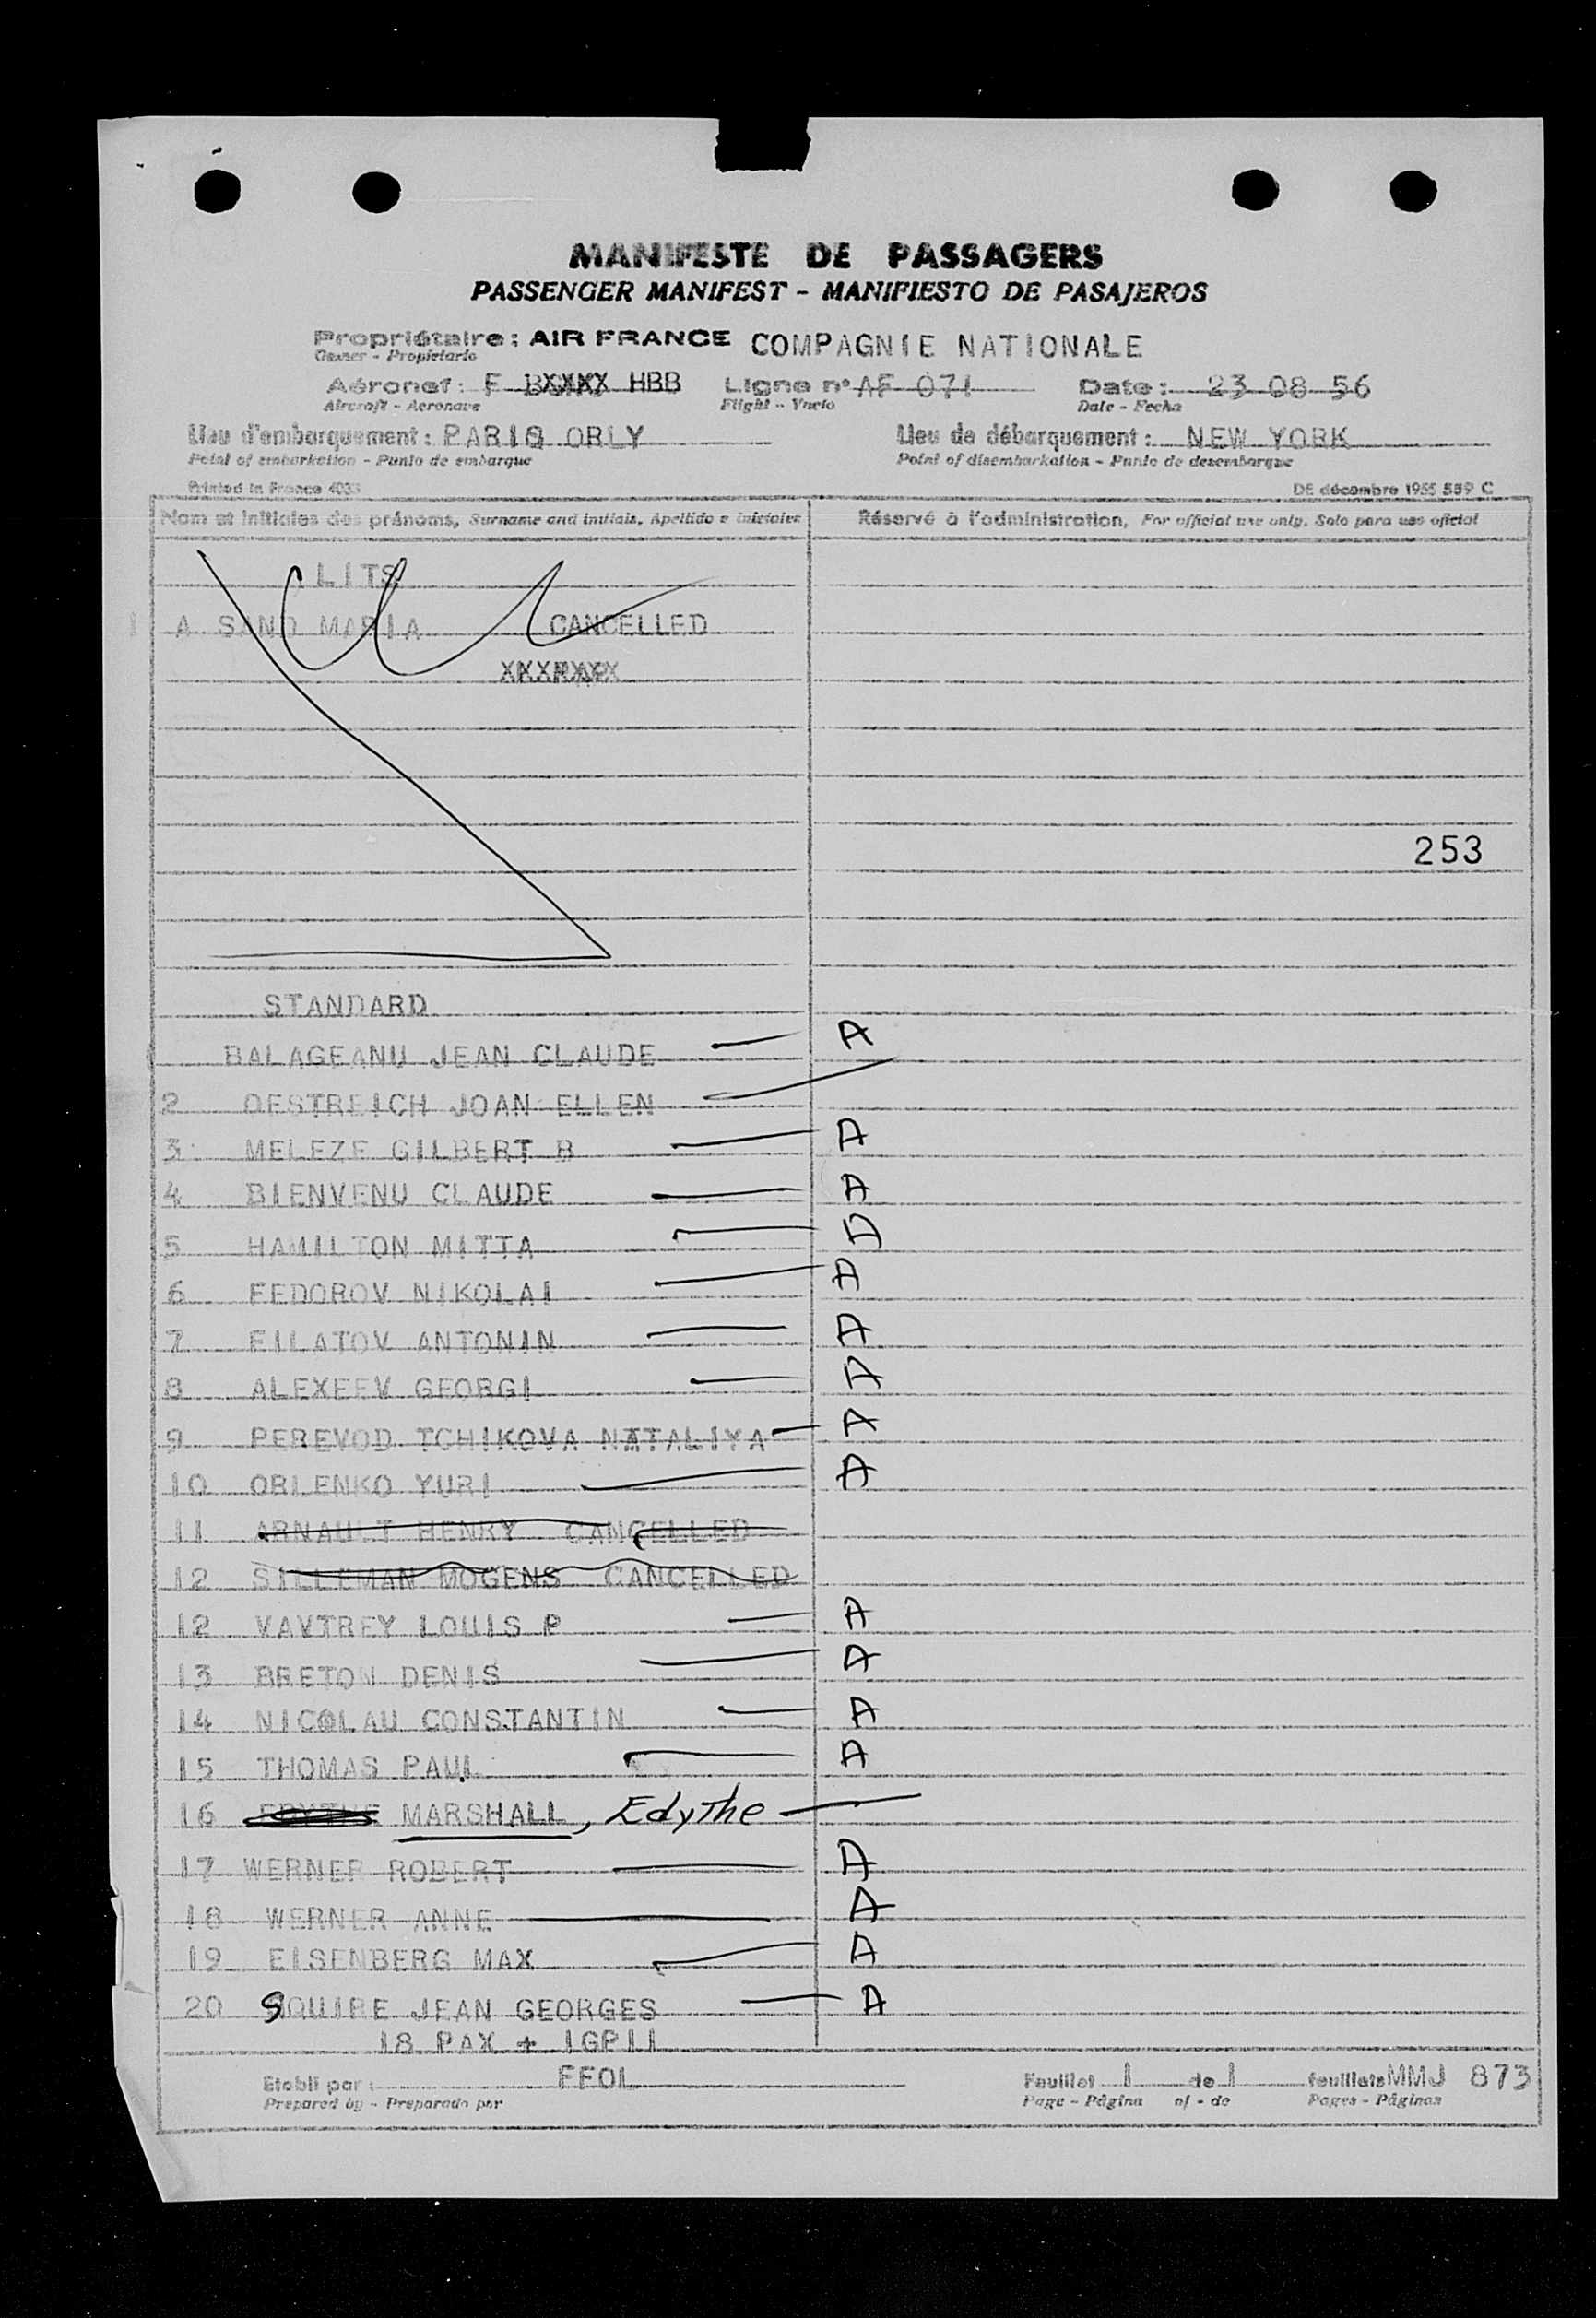 MANIFESTE DE PASSAGERS
PASSENGER MANIFEST - MANIFIESTO DE PASAJEROS
Propriétaire : AIR FRANCE COMPAGNIE NATIONALE
Owner - Propietario
Aéronef : F BXXXX HBB Ligne n° AF 071 Date : 23 08 56
Aircraft - Aeronave Flight - Vuelo Date - Fecha
Lieu d'embarquement : PARIS ORLY Lieu de débarquement : NEW YORK
Point of embarkation - Punto de embarque Point of disembarkation - Punto de desembarque
Printed in France 4033 DE décembre 1955 559 C
Nom et initiales des prénoms, Surname and initials, Apellido e iniciales Réservé à l'administration, For official use only, Solo para uso oficial
LITS
1 A SANO MARIA CANCELLED
253
STANDARD
BALAGEANU JEAN CLAUDE A
2 OESTREICH JOAN ELLEN
3 MELEZE GILBERT B A
4 BIENVENU CLAUDE A
5 HAMILTON MITTA D
6 FEDOROV NIKOLAI A
7 FILATOV ANTONIN A
8 ALEXEEV GEORGI A
9 PEREVOD TCHIKOVA NATALIYA A
10 ORLENKO YURI A
11 ARNAULT HENRY CANCELLED
12 SILLEMAN MOGENS CANCELLED
12 VAVTREY LOUIS P A
13 BRETON DENIS A
14 NICOLAU CONSTANTIN A
15 THOMAS PAUL A
16 MARSHALL, Edythe
17 WERNER ROBERT A
18 WERNER ANNE A
19 EISENBERG MAX A
20 SQUIRE JEAN GEORGES A
18 PAX + 1GP11
Etabli par : FFOL Feuillet 1 de 1 feuillets MMJ 873
Prepared by - Preparado por Page - Página of - de Pages - Páginas